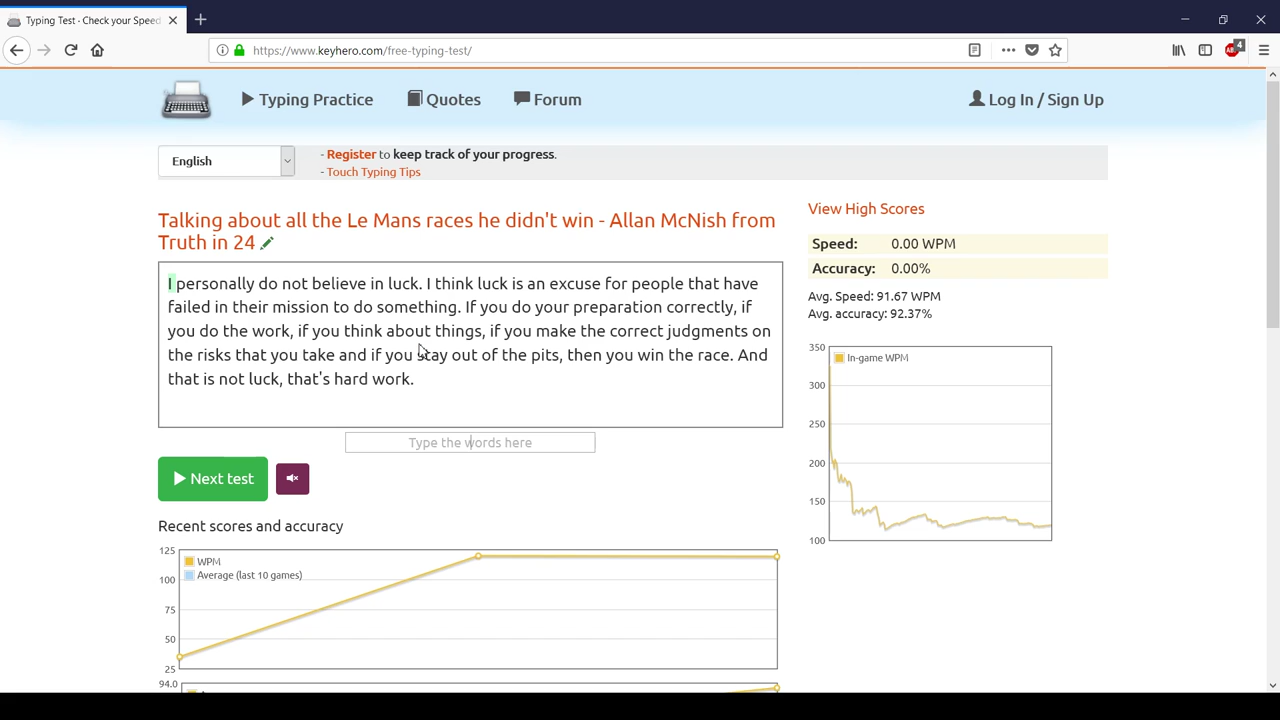 Typing Test - Check your Speed
https://www.keyhero.com/free-typing-test/
4
Typing Practice
Quotes
Forum
Log In / Sign Up
English
- Register to keep track of your progress.
- Touch Typing Tips
Talking about all the Le Mans races he didn't win - Allan McNish from
Truth in 24
I personally do not believe in luck. I think luck is an excuse for people that have
failed in their mission to do something. If you do your preparation correctly, if
you do the work, if you think about things, if you make the correct judgments on
the risks that you take and if you stay out of the pits, then you win the race. And
that is not luck, that's hard work.
Type the words here
Next test
Recent scores and accuracy
125
WPM
Average (last 10 games)
100
75
50
25
94.0
View High Scores
Speed: 0.00 WPM
Accuracy: 0.00%
Avg. Speed: 91.67 WPM
Avg. accuracy: 92.37%
350
In-game WPM
300
250
200
150
100